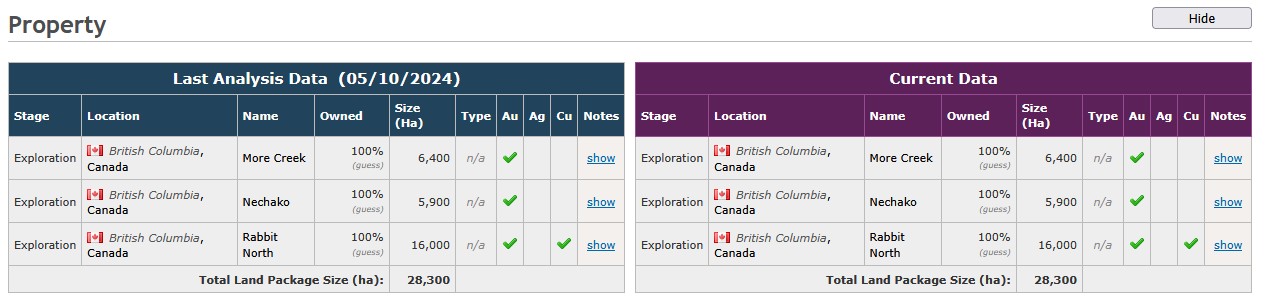 Property
Hide
Last Analysis Data (05/10/2024)
Stage Location Name Owned Size (Ha) Type Au Ag Cu Notes
Exploration British Columbia, Canada More Creek 100% (guess) 6,400 n/a show
Exploration British Columbia, Canada Nechako 100% (guess) 5,900 n/a show
Exploration British Columbia, Canada Rabbit North 100% (guess) 16,000 n/a show
Total Land Package Size (ha): 28,300
Current Data
Stage Location Name Owned Size (Ha) Type Au Ag Cu Notes
Exploration British Columbia, Canada More Creek 100% (guess) 6,400 n/a show
Exploration British Columbia, Canada Nechako 100% (guess) 5,900 n/a show
Exploration British Columbia, Canada Rabbit North 100% (guess) 16,000 n/a show
Total Land Package Size (ha): 28,300